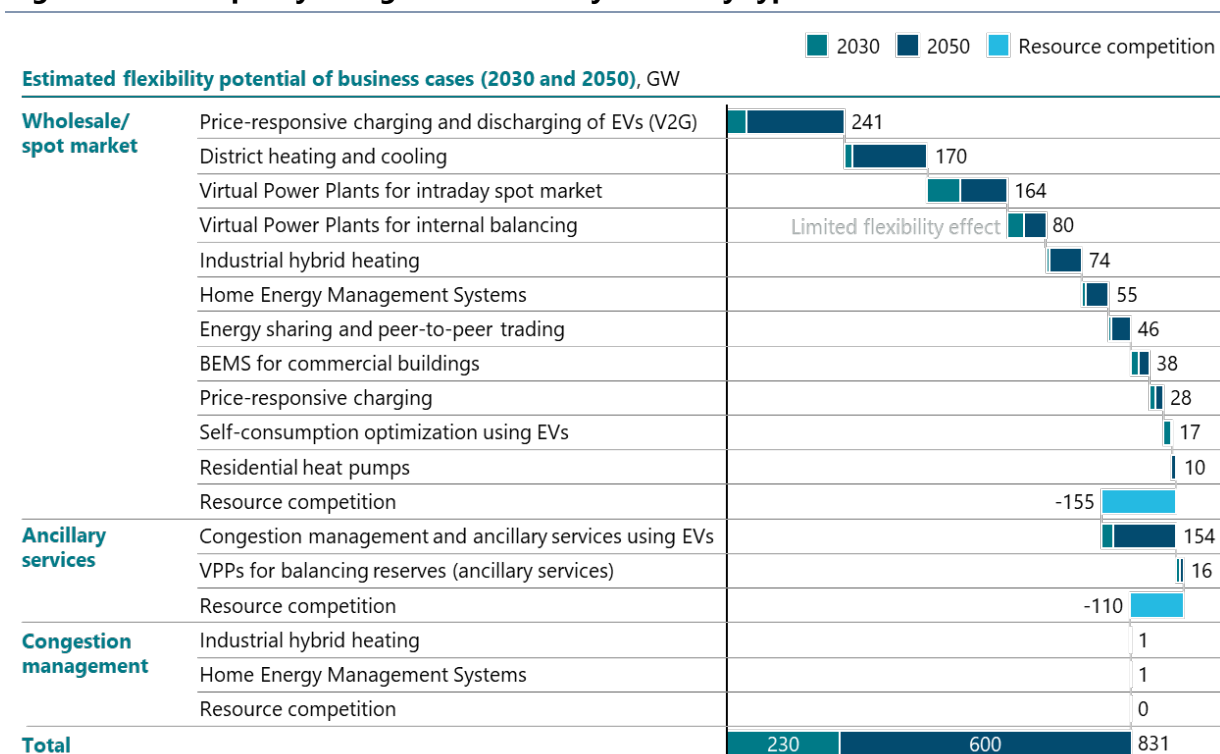 2030 2050 Resource competition
Estimated flexibility potential of business cases (2030 and 2050), GW
Wholesale/
spot market
Price-responsive charging and discharging of EVs (V2G) 241
District heating and cooling 170
Virtual Power Plants for intraday spot market 164
Virtual Power Plants for internal balancing Limited flexibility effect 80
Industrial hybrid heating 74
Home Energy Management Systems 55
Energy sharing and peer-to-peer trading 46
BEMS for commercial buildings 38
Price-responsive charging 28
Self-consumption optimization using EVs 17
Residential heat pumps 10
Resource competition -155
Ancillary
services
Congestion management and ancillary services using EVs 154
VPPs for balancing reserves (ancillary services) 16
Resource competition -110
Congestion
management
Industrial hybrid heating 1
Home Energy Management Systems 1
Resource competition 0
Total 230 600 831